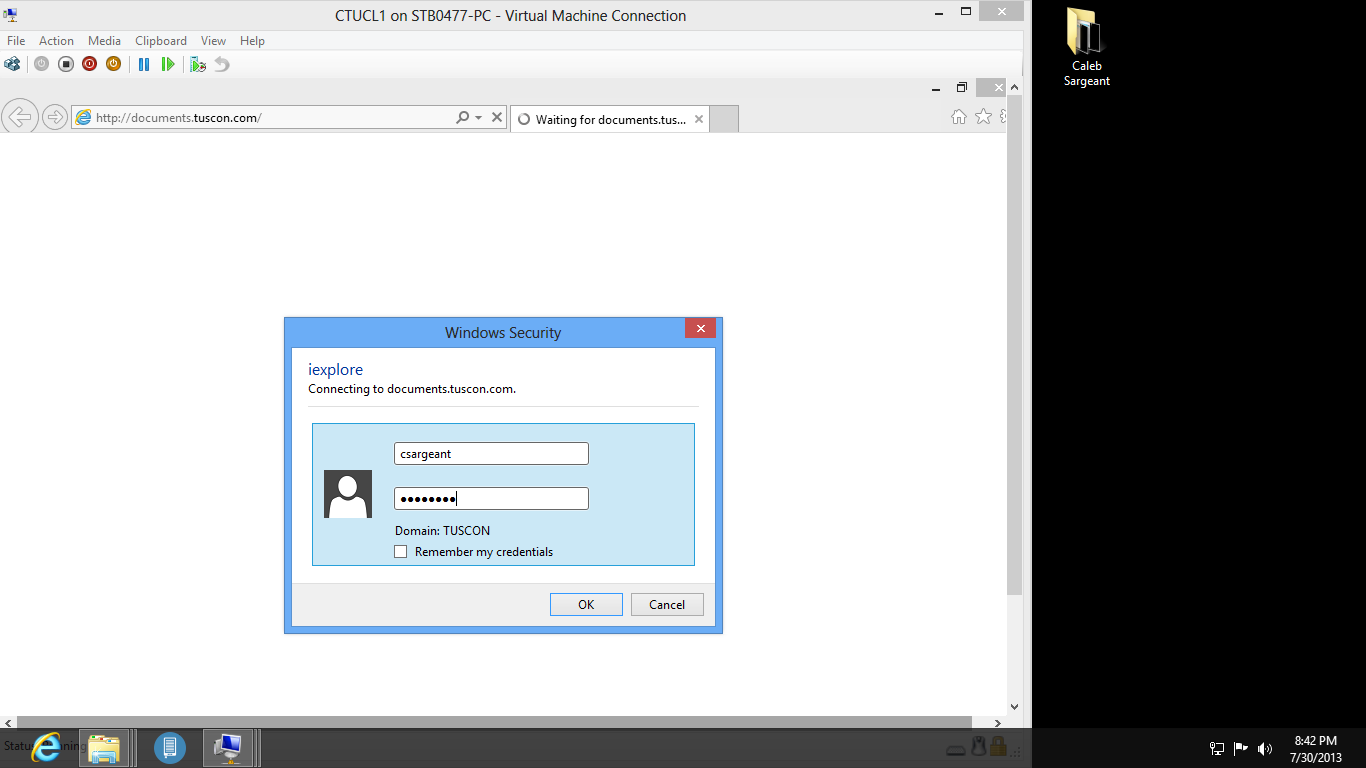 CTUCL1 on STB0477-PC - Virtual Machine Connection
File Action Media Clipboard View Help
http://documents.tuscon.com/
Waiting for documents.tus...
Caleb
Sargeant
Windows Security
iexplore
Connecting to documents.tuscon.com.
csargeant
Domain: TUSCON
Remember my credentials
OK
Cancel
8:42 PM
7/30/2013